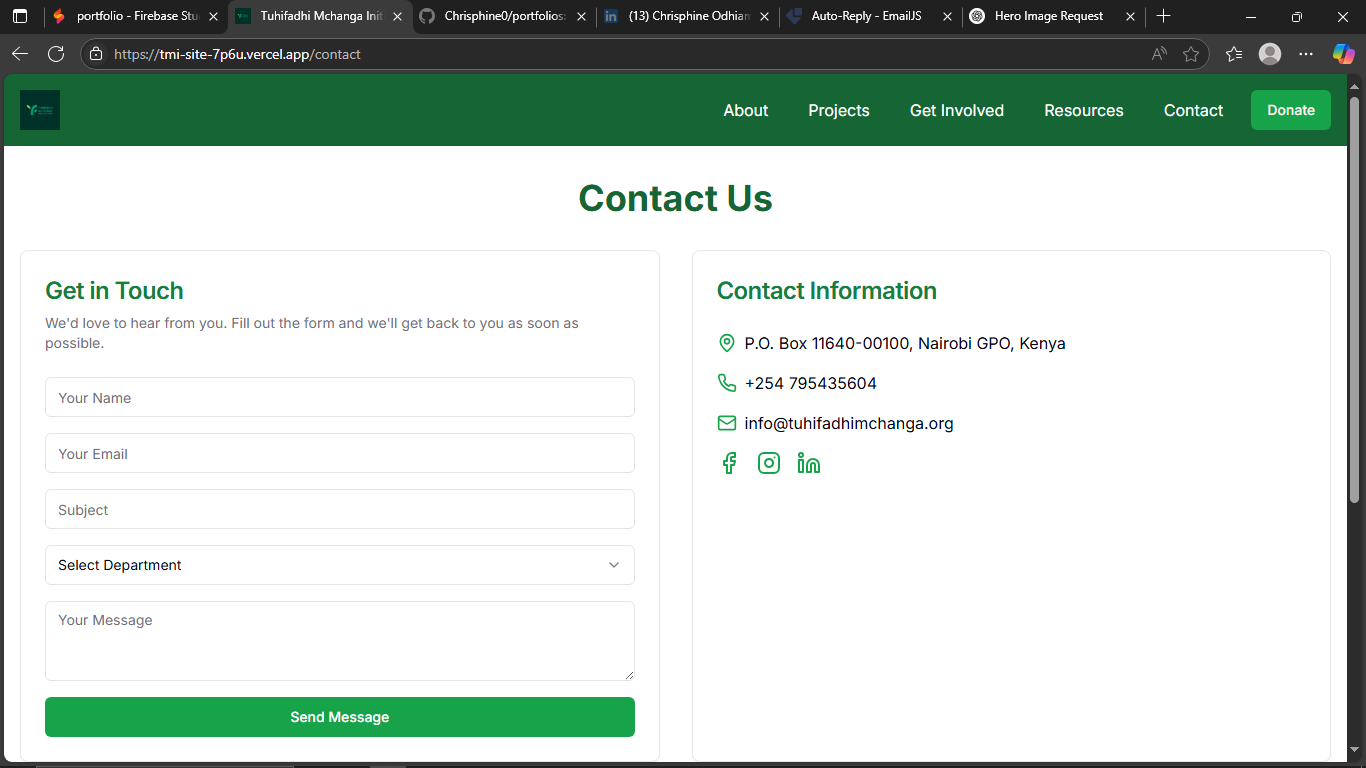 portfolio - Firebase Stu
Tuhifadhi Mchanga Init
Chrisphine0/portfolios
(13) Chrisphine Odhiam
Auto-Reply - EmailJS
Hero Image Request
https://tmi-site-7p6u.vercel.app/contact
About
Projects
Get Involved
Resources
Contact
Donate
Contact Us
Get in Touch
We'd love to hear from you. Fill out the form and we'll get back to you as soon as
possible.
Your Name
Your Email
Subject
Select Department
Your Message
Send Message
Contact Information
P.O. Box 11640-00100, Nairobi GPO, Kenya
+254 795435604
info@tuhifadhimchanga.org